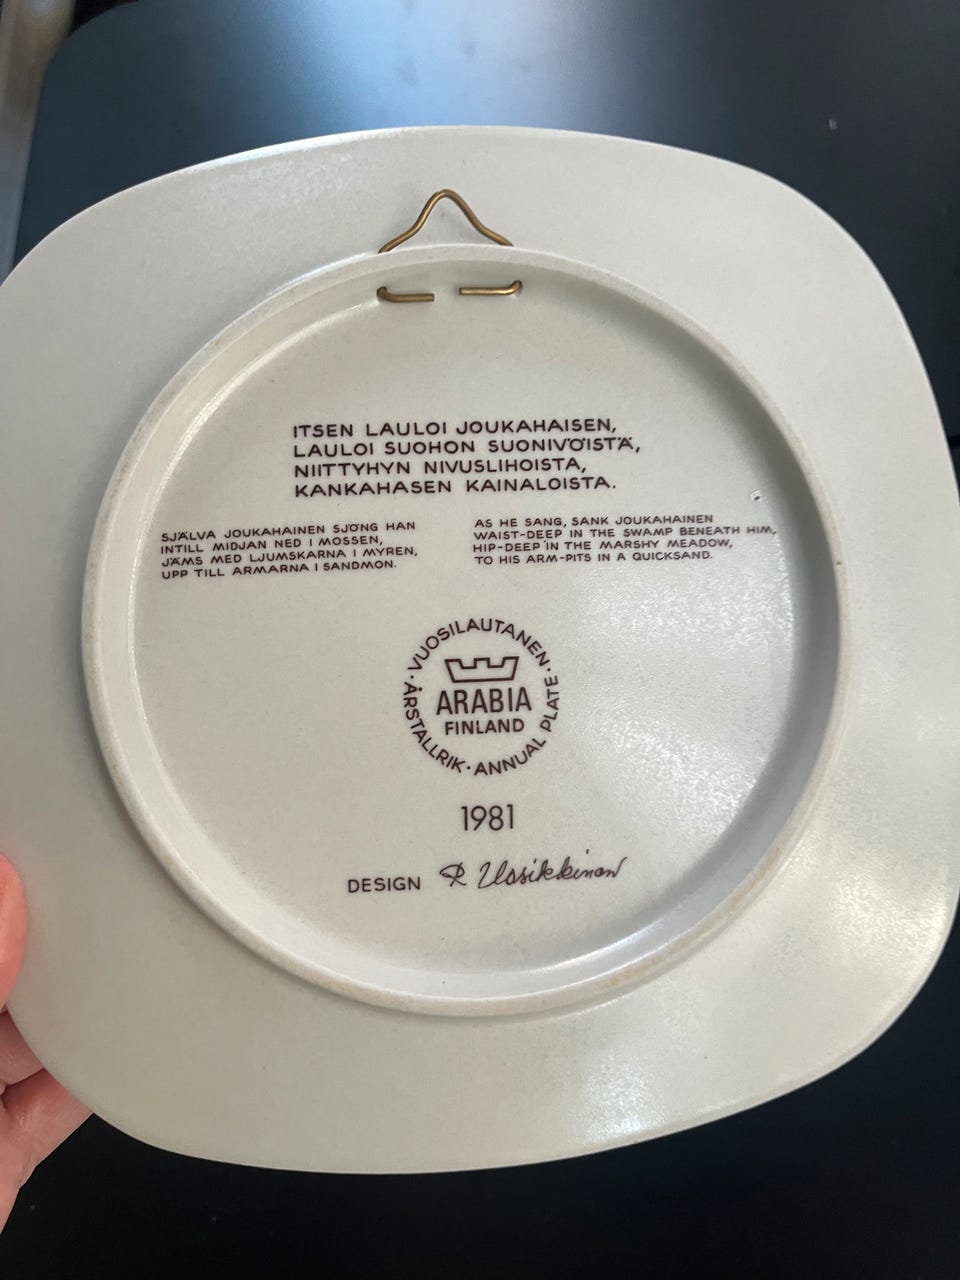 ITSEN LAULOI JOUKAHAISEN,
LAULOI SUOHON SUONIVÖISTÄ,
NIITTYHYN NIVUSLIHOISTA,
KANKAHASEN KAINALOISTA.
SJÄLVA JOUKAHAINEN SJÖNG HAN
INTILL MIDJAN NED I MOSSEN,
JÄMS MED LJUMSKARNA I MYREN,
UPP TILL ARMARNA I SANDMON.
AS HE SANG, SANK JOUKAHAINEN
WAIST-DEEP IN THE SWAMP BENEATH HIM,
HIP-DEEP IN THE MARSHY MEADOW,
TO HIS ARM-PITS IN A QUICKSAND.
· VUOSILAUTANEN · ANNUAL PLATE · ÅRSTALLRIK
ARABIA
FINLAND
1981
DESIGN R Uosikkinen